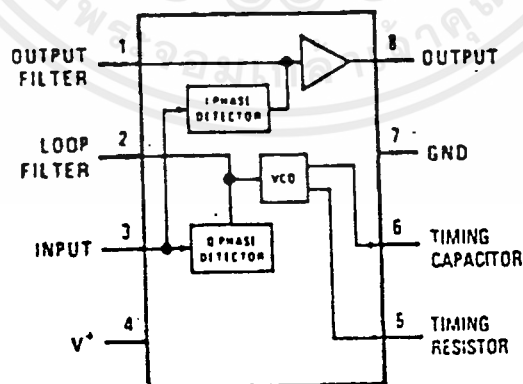 1
OUTPUT
FILTER
8
OUTPUT
I PHASE
DETECTOR
LOOP
FILTER
2
7
GND
VCO
INPUT
3
Q PHASE
DETECTOR
6
TIMING
CAPACITOR
V+
4
5
TIMING
RESISTOR